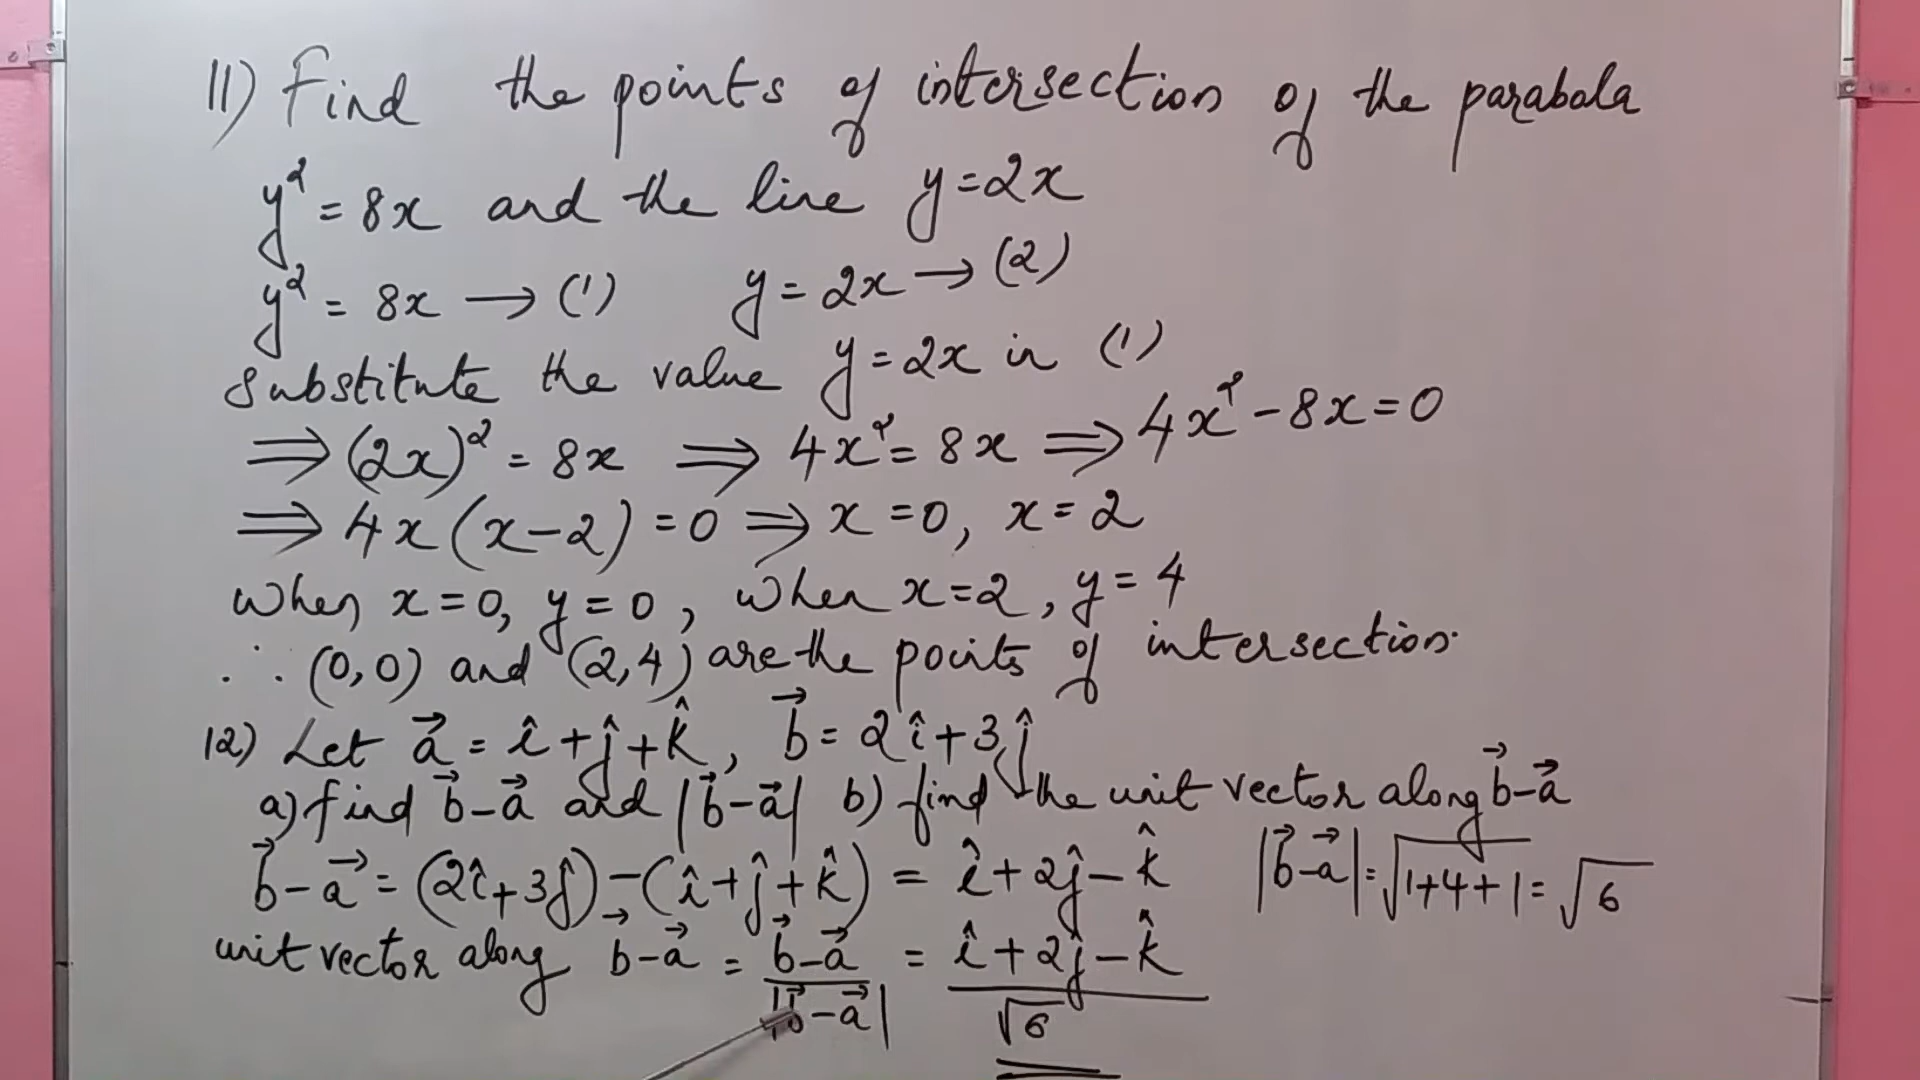 11) Find the points of intersection of the parabola
y² = 8x and the line y=2x
y² = 8x → (1) y = 2x → (2)
Substitute the value y=2x in (1)
⟹ (2x)² = 8x ⟹ 4x² = 8x ⟹ 4x² - 8x = 0
⟹ 4x(x-2) = 0 ⟹ x = 0, x = 2
When x = 0, y = 0, When x=2, y = 4
∴ (0,0) and (2,4) are the points of intersection.
12) Let a⃗ = î + ĵ + k̂, b⃗ = 2î + 3ĵ
a) find b⃗ - a⃗ and |b⃗ - a⃗| b) find the unit vector along b⃗ - a⃗
b⃗ - a⃗ = (2î + 3ĵ) - (î + ĵ + k̂) = î + 2ĵ - k̂ |b⃗ - a⃗| = √(1+4+1) = √6
unit vector along b⃗ - a⃗ = (b⃗ - a⃗)/|b⃗ - a⃗| = (î + 2ĵ - k̂)/√6